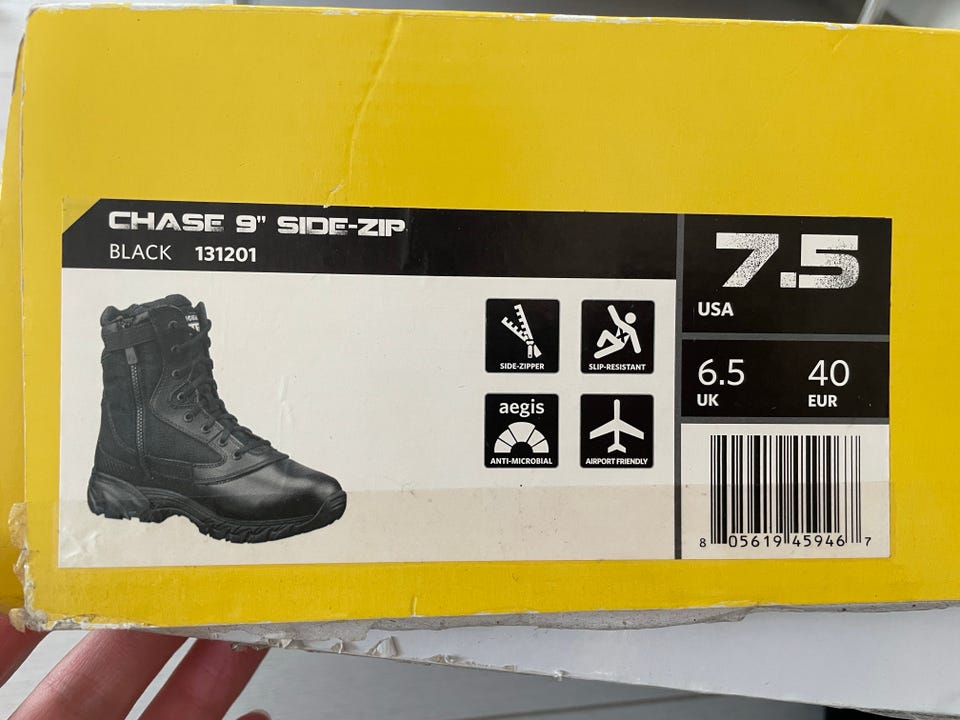 CHASE 9” SIDE-ZIP
BLACK 131201
7.5
USA
6.5 40
UK EUR
SIDE-ZIPPER SLIP-RESISTANT
aegis
ANTI-MICROBIAL AIRPORT FRIENDLY
8 05619 45946 7